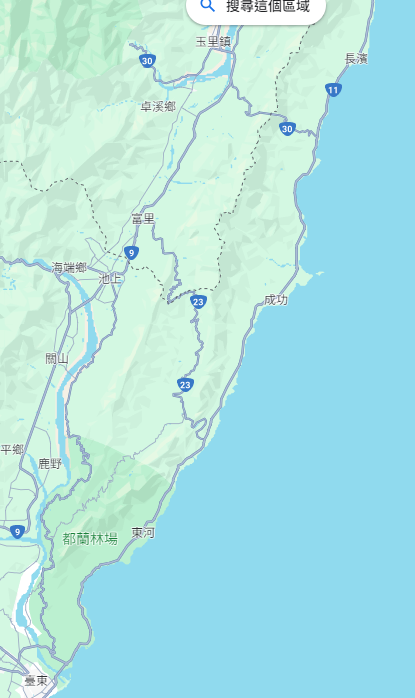 搜尋這個區域
玉里鎮
長濱
30
11
卓溪鄉
30
富里
9
海端鄉
池上
23
成功
關山
23
平鄉
鹿野
9
都蘭林場
東河
臺東